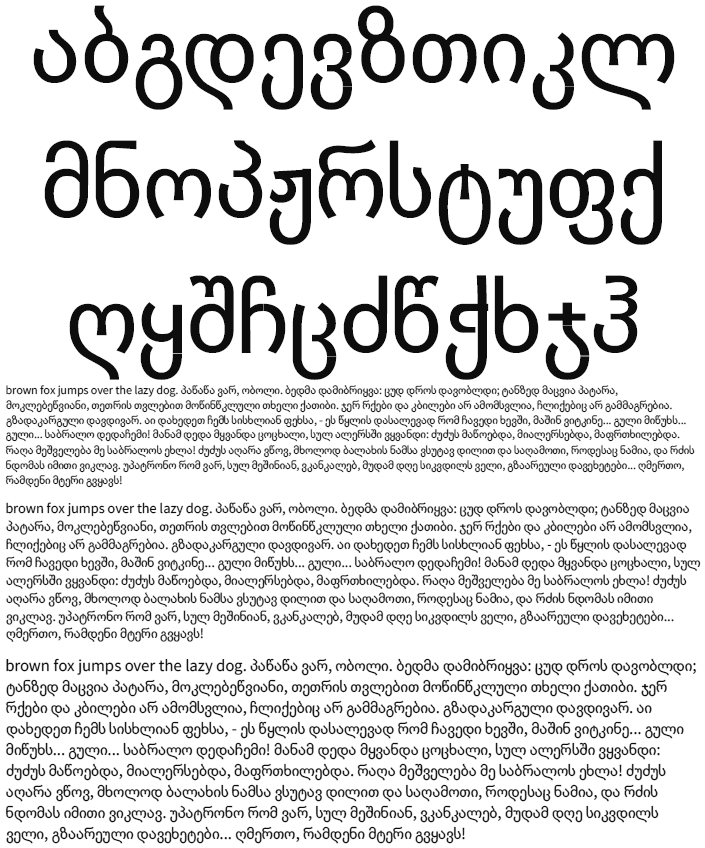 აბგდევზთიკლ
მნოპჟრსტუფქ
ღყშჩცძწჭხჯჰ
brown fox jumps over the lazy dog. პაწაწა ვარ, ობოლი. ბედმა დამიბრიყვა: ცუდ დროს დავობლდი; ტანზედ მაცვია პატარა,
მოკლებეწვიანი, თეთრის თვლებით მოწინწკლული თხელი ქათიბი. ჯერ რქები და კბილები არ ამომსვლია, ჩლიქებიც არ გამმაგრებია.
გზადაკარგული დავდივარ. აი დახედეთ ჩემს სისხლიან ფეხსა, - ეს წყლის დასალევად რომ ჩავედი ხევში, მაშინ ვიტკინე... გული მიწუხს...
გული... საბრალო დედაჩემი! მანამ დედა მყვანდა ცოცხალი, სულ ალერსში ვყვანდი: ძუძუს მაწოებდა, მიალერსებდა, მაფრთხილებდა.
რაღა მეშველება მე საბრალოს ეხლა! ძუძუს აღარა ვწოვ, მხოლოდ ბალახის ნამსა ვსუტავ დილით და საღამოთი, როდესაც ნამია, და რძის
ნდომას იმითი ვიკლავ. უპატრონო რომ ვარ, სულ მეშინიან, ვკანკალებ, მუდამ დღე სიკვდილს ველი, გზაარეული დავეხეტები... ღმერთო,
რამდენი მტერი გვყავს!
brown fox jumps over the lazy dog. პაწაწა ვარ, ობოლი. ბედმა დამიბრიყვა: ცუდ დროს დავობლდი; ტანზედ მაცვია
პატარა, მოკლებეწვიანი, თეთრის თვლებით მოწინწკლული თხელი ქათიბი. ჯერ რქები და კბილები არ ამომსვლია,
ჩლიქებიც არ გამმაგრებია. გზადაკარგული დავდივარ. აი დახედეთ ჩემს სისხლიან ფეხსა, - ეს წყლის დასალევად
რომ ჩავედი ხევში, მაშინ ვიტკინე... გული მიწუხს... გული... საბრალო დედაჩემი! მანამ დედა მყვანდა ცოცხალი, სულ
ალერსში ვყვანდი: ძუძუს მაწოებდა, მიალერსებდა, მაფრთხილებდა. რაღა მეშველება მე საბრალოს ეხლა! ძუძუს
აღარა ვწოვ, მხოლოდ ბალახის ნამსა ვსუტავ დილით და საღამოთი, როდესაც ნამია, და რძის ნდომას იმითი
ვიკლავ. უპატრონო რომ ვარ, სულ მეშინიან, ვკანკალებ, მუდამ დღე სიკვდილს ველი, გზაარეული დავეხეტები...
ღმერთო, რამდენი მტერი გვყავს!
brown fox jumps over the lazy dog. პაწაწა ვარ, ობოლი. ბედმა დამიბრიყვა: ცუდ დროს დავობლდი;
ტანზედ მაცვია პატარა, მოკლებეწვიანი, თეთრის თვლებით მოწინწკლული თხელი ქათიბი. ჯერ
რქები და კბილები არ ამომსვლია, ჩლიქებიც არ გამმაგრებია. გზადაკარგული დავდივარ. აი
დახედეთ ჩემს სისხლიან ფეხსა, - ეს წყლის დასალევად რომ ჩავედი ხევში, მაშინ ვიტკინე... გული
მიწუხს... გული... საბრალო დედაჩემი! მანამ დედა მყვანდა ცოცხალი, სულ ალერსში ვყვანდი:
ძუძუს მაწოებდა, მიალერსებდა, მაფრთხილებდა. რაღა მეშველება მე საბრალოს ეხლა! ძუძუს
აღარა ვწოვ, მხოლოდ ბალახის ნამსა ვსუტავ დილით და საღამოთი, როდესაც ნამია, და რძის
ნდომას იმითი ვიკლავ. უპატრონო რომ ვარ, სულ მეშინიან, ვკანკალებ, მუდამ დღე სიკვდილს
ველი, გზაარეული დავეხეტები... ღმერთო, რამდენი მტერი გვყავს!